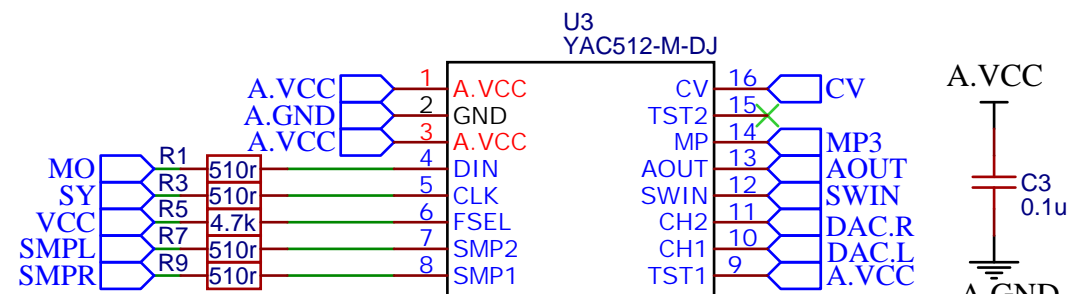 U3
YAC512-M-DJ
A.VCC 1 A.VCC CV 16 CV
A.GND 2 GND TST2 15
A.VCC 3 A.VCC MP 14 MP3
MO R1 510r 4 DIN AOUT 13 AOUT
SY R3 510r 5 CLK SWIN 12 SWIN
VCC R5 4.7k 6 FSEL CH2 11 DAC.R
SMPL R7 510r 7 SMP2 CH1 10 DAC.L
SMPR R9 510r 8 SMP1 TST1 9 A.VCC
A.VCC
C3
0.1u
A.GND